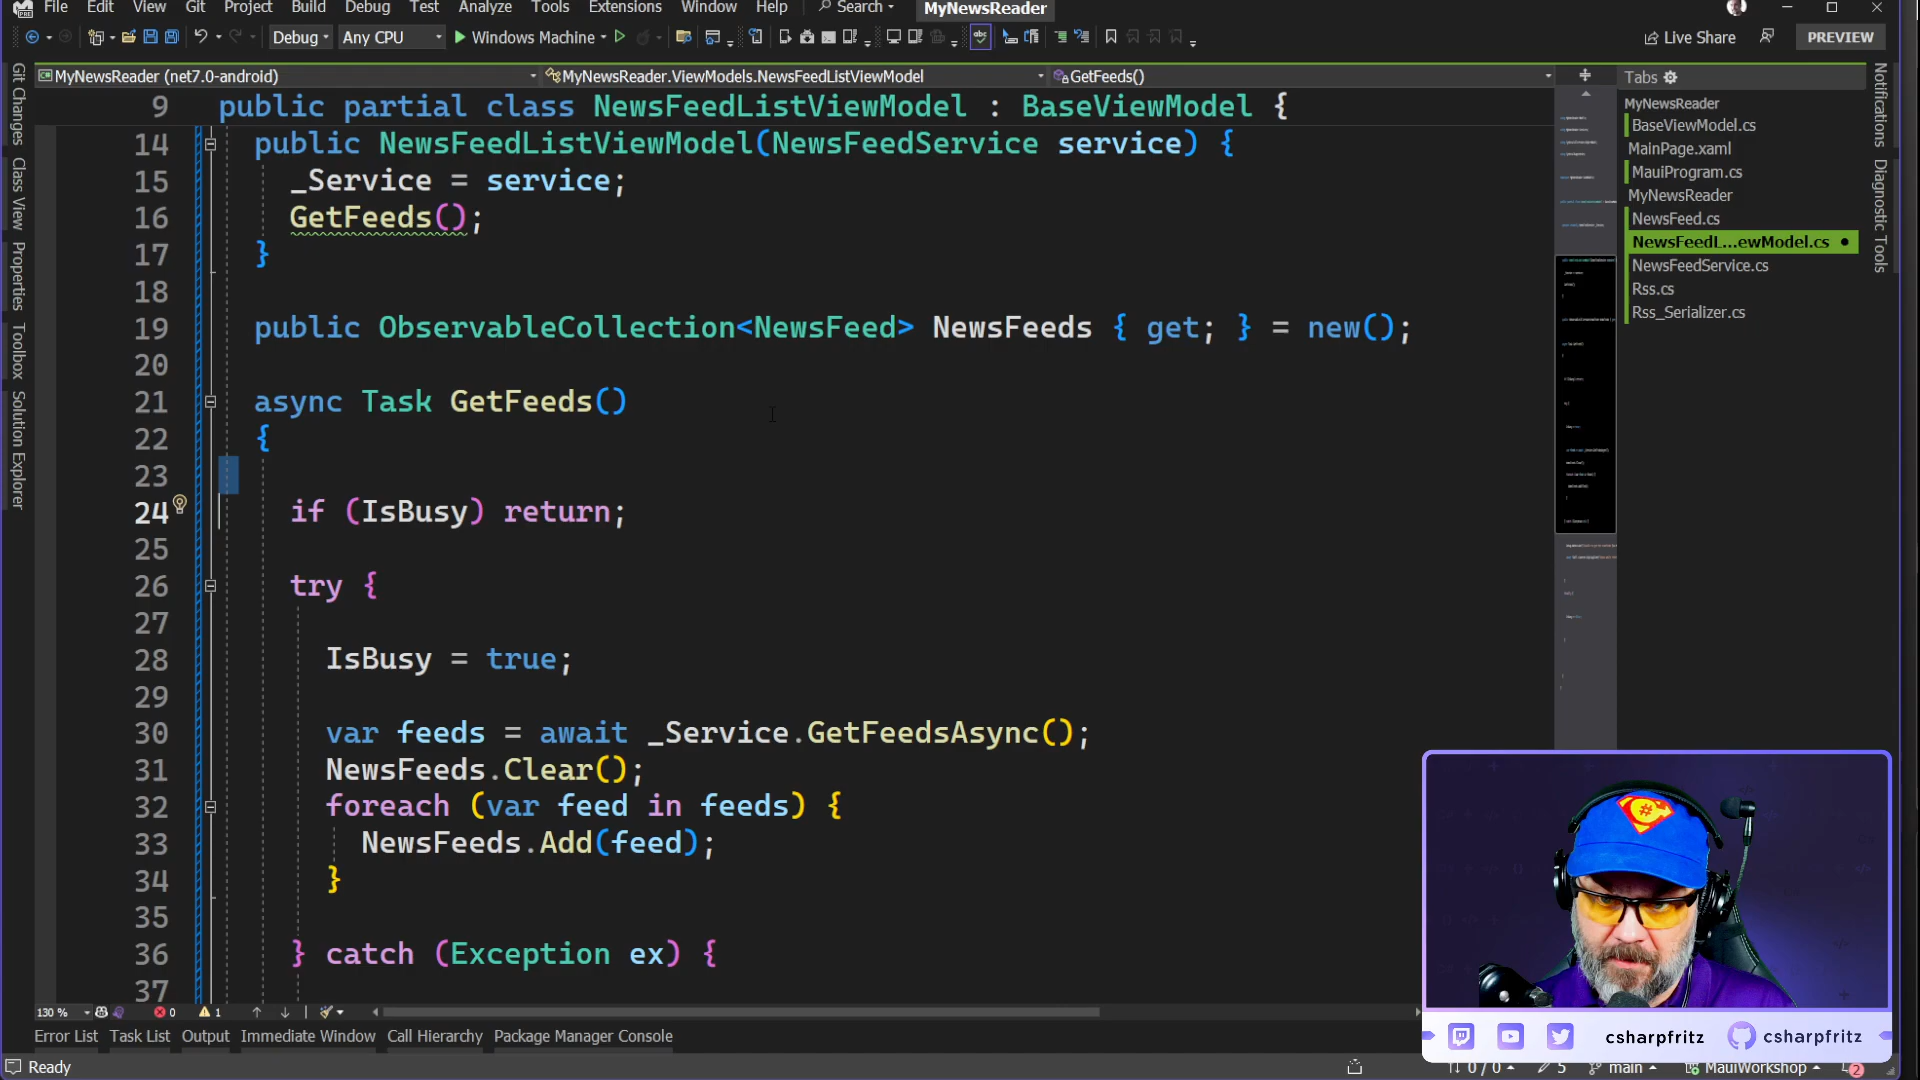 File Edit View Git Project Build Debug Test Analyze Tools Extensions Window Help Search MyNewsReader
Debug Any CPU Windows Machine Live Share PREVIEW
MyNewsReader (net7.0-android) MyNewsReader.ViewModels.NewsFeedListViewModel GetFeeds()
9 public partial class NewsFeedListViewModel : BaseViewModel {
14 public NewsFeedListViewModel(NewsFeedService service) {
15 _Service = service;
16 GetFeeds();
17 }
18
19 public ObservableCollection<NewsFeed> NewsFeeds { get; } = new();
20
21 async Task GetFeeds()
22 {
23
24 if (IsBusy) return;
25
26 try {
27
28 IsBusy = true;
29
30 var feeds = await _Service.GetFeedsAsync();
31 NewsFeeds.Clear();
32 foreach (var feed in feeds) {
33 NewsFeeds.Add(feed);
34 }
35
36 } catch (Exception ex) {
37
130 % 0 1
Error List Task List Output Immediate Window Call Hierarchy Package Manager Console
Ready 0 / 0 5 main MauiWorkshop 2
Git Changes
Class View
Properties
Toolbox
Solution Explorer
Tabs
MyNewsReader
BaseViewModel.cs
MainPage.xaml
MauiProgram.cs
MyNewsReader
NewsFeed.cs
NewsFeedL...ewModel.cs
NewsFeedService.cs
Rss.cs
Rss_Serializer.cs
Notifications
Diagnostic Tools
csharpfritz csharpfritz